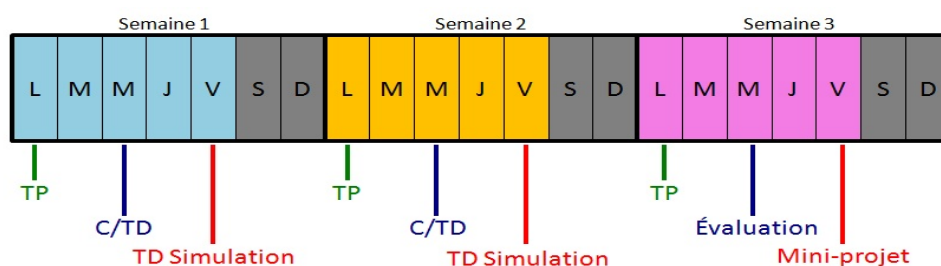 Semaine 1 Semaine 2 Semaine 3
L M M J V S D L M M J V S D L M M J V S D
TP TP TP
C/TD C/TD Évaluation
TD Simulation TD Simulation Mini-projet